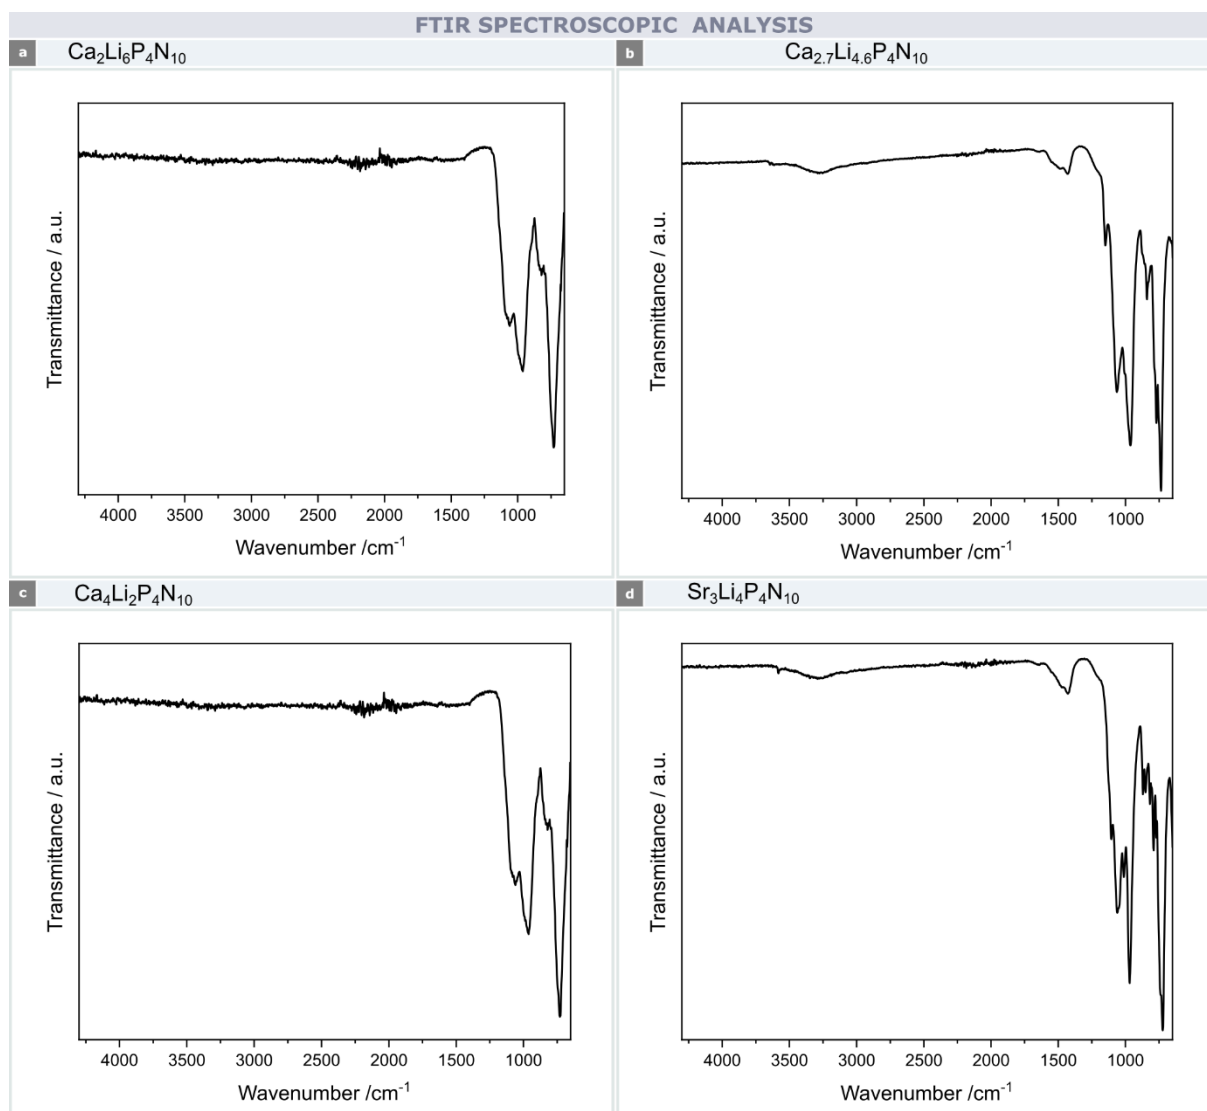 FTIR SPECTROSCOPIC ANALYSIS
a Ca₂Li₆P₄N₁₀
Transmittance / a.u.
4000 3500 3000 2500 2000 1500 1000
Wavenumber /cm⁻¹
b Ca₂.₇Li₄.₆P₄N₁₀
Transmittance / a.u.
4000 3500 3000 2500 2000 1500 1000
Wavenumber /cm⁻¹
c Ca₄Li₂P₄N₁₀
Transmittance / a.u.
4000 3500 3000 2500 2000 1500 1000
Wavenumber /cm⁻¹
d Sr₃Li₄P₄N₁₀
Transmittance / a.u.
4000 3500 3000 2500 2000 1500 1000
Wavenumber /cm⁻¹